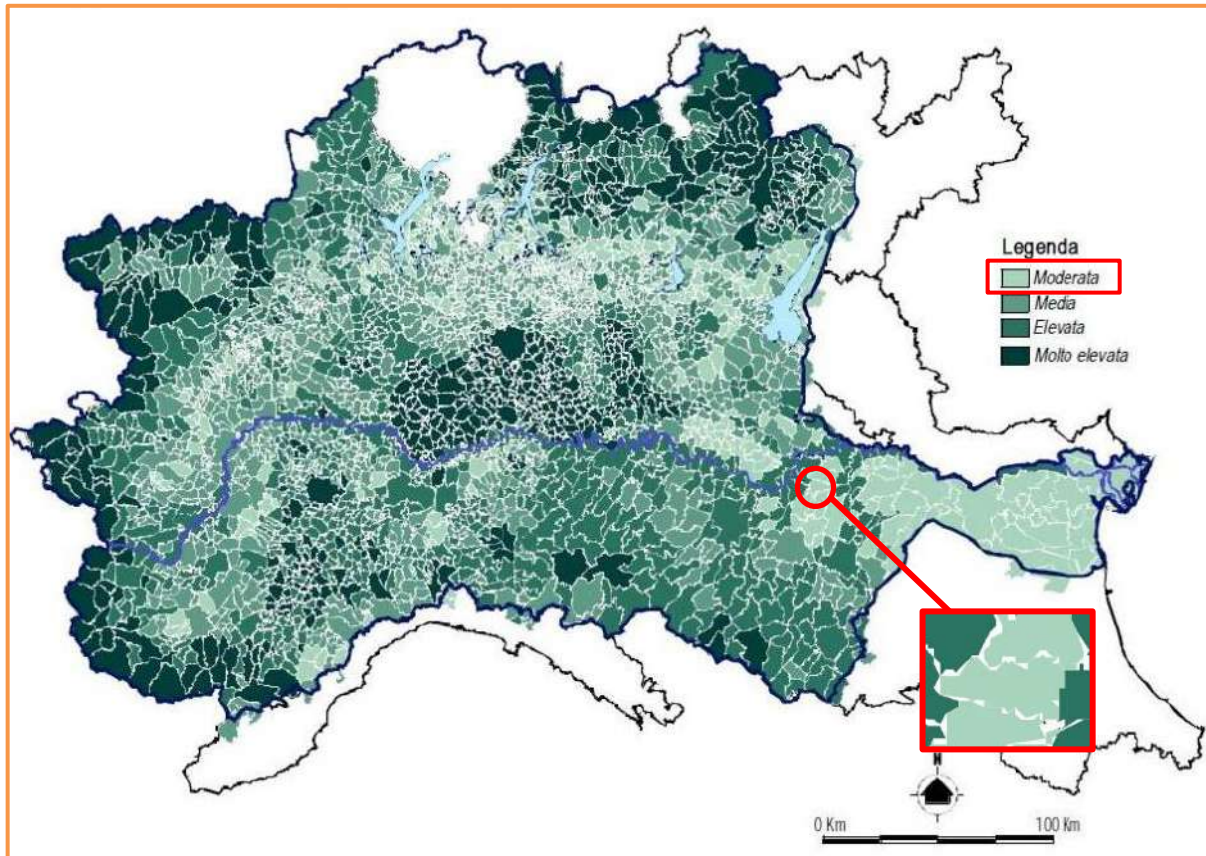 Legenda
Moderata
Media
Elevata
Molto elevata
N
0 Km 100 Km